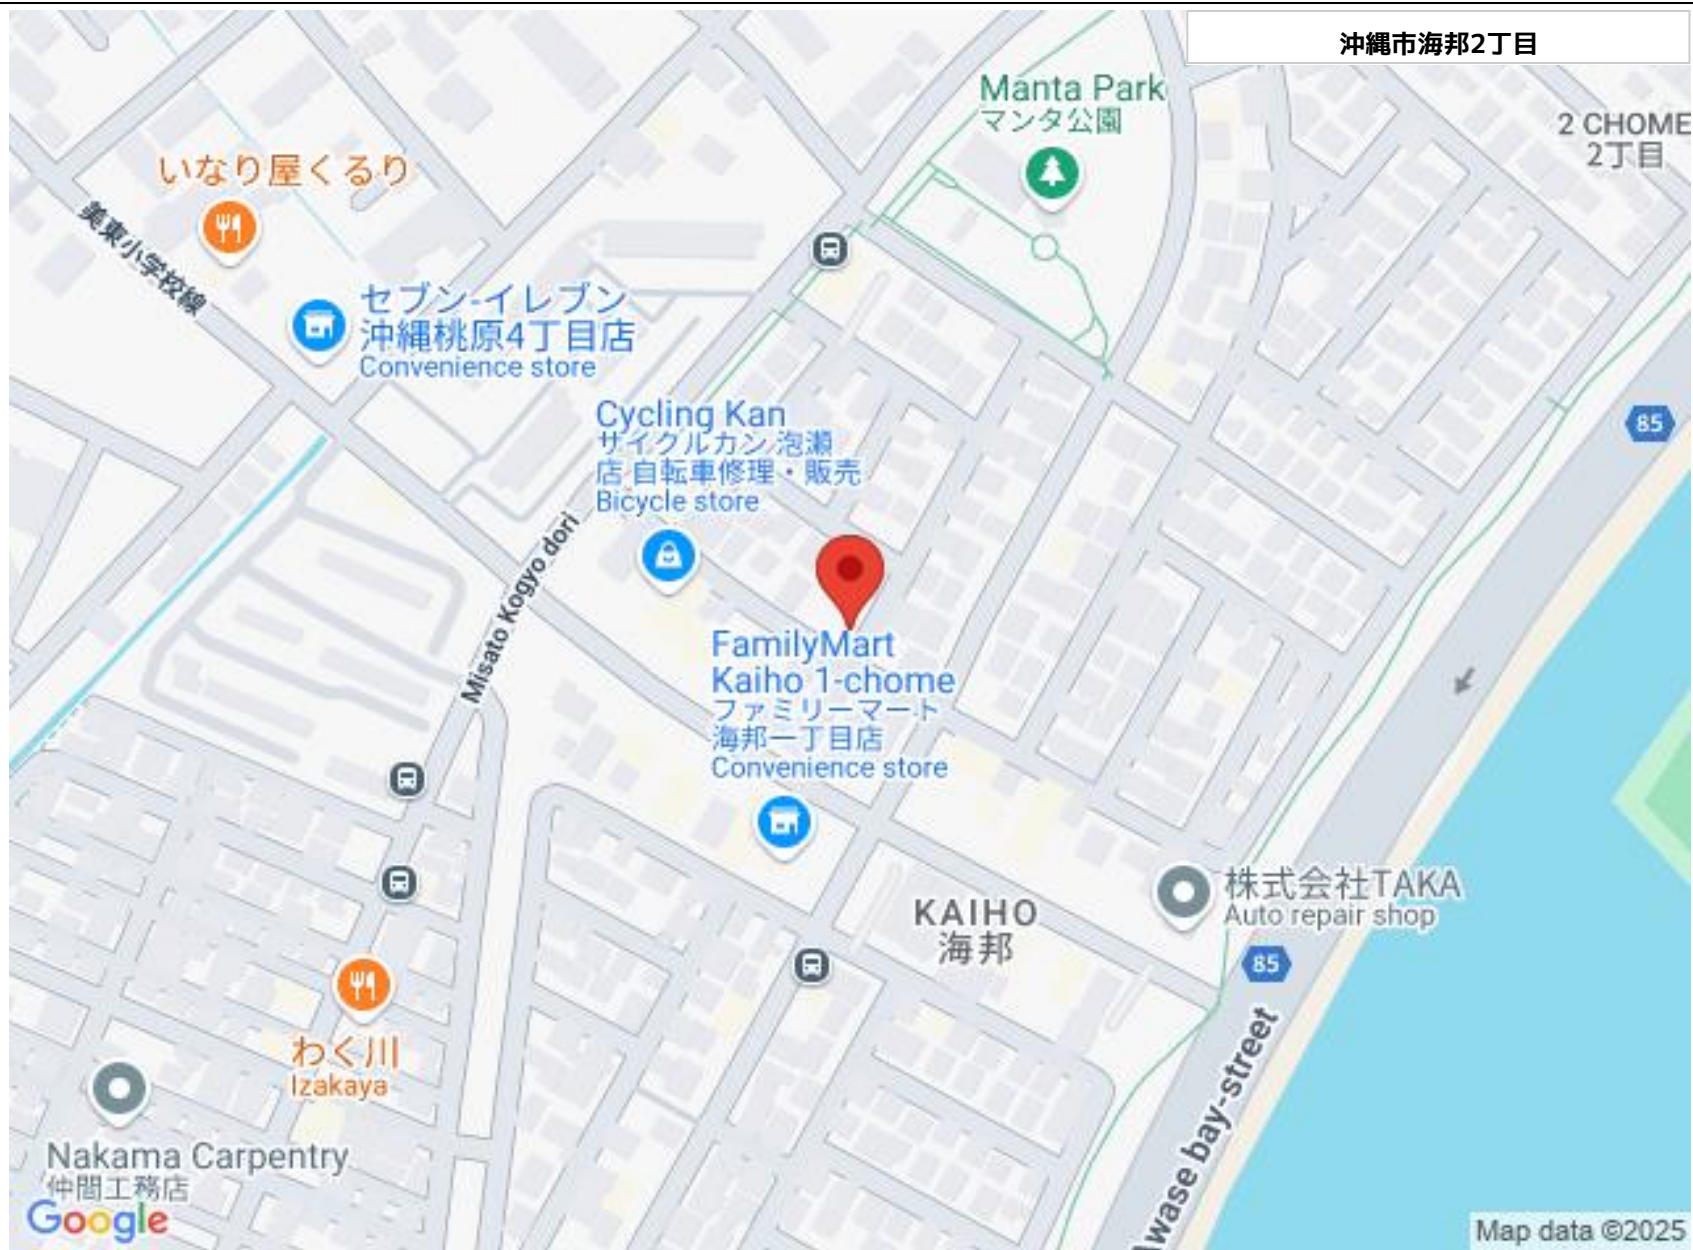 沖縄市海邦2丁目
Manta Park
マンタ公園
2 CHOME
2丁目
いなり屋くるり
美東小学校線
セブン-イレブン
沖縄桃原4丁目店
Convenience store
85
Cycling Kan
サイクルカン 泡瀬
店 自転車修理・販売
Bicycle store
Misato Kogyo dori
FamilyMart
Kaiho 1-chome
ファミリーマート
海邦一丁目店
Convenience store
株式会社TAKA
Auto repair shop
KAIHO
海邦
85
わく川
Izakaya
Awase bay-street
Nakama Carpentry
仲間工務店
Google
Map data ©2025